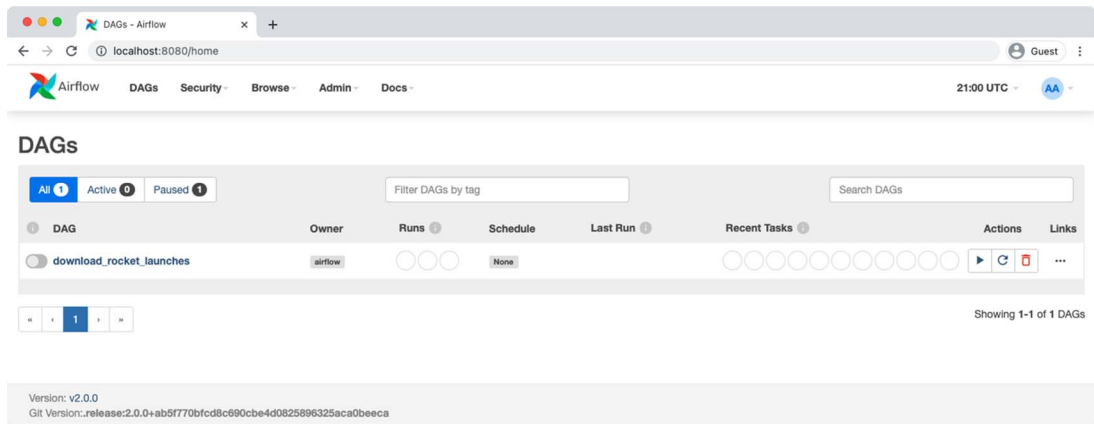 DAGs - Airflow
localhost:8080/home
Guest
Airflow DAGs Security Browse Admin Docs 21:00 UTC AA
DAGs
All 1 Active 0 Paused 1 Filter DAGs by tag Search DAGs
DAG Owner Runs Schedule Last Run Recent Tasks Actions Links
download_rocket_launches airflow None
« ‹ 1 › » Showing 1-1 of 1 DAGs
Version: v2.0.0
Git Version:.release:2.0.0+ab5f770bfcd8c690cbe4d0825896325aca0beeca